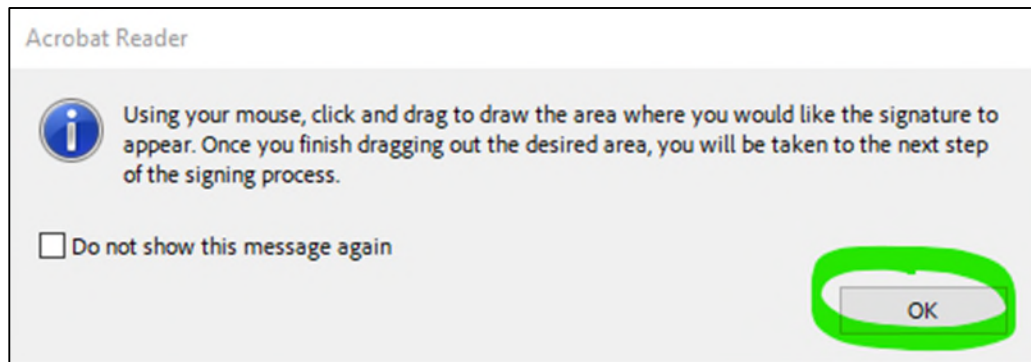 Acrobat Reader
Using your mouse, click and drag to draw the area where you would like the signature to
appear. Once you finish dragging out the desired area, you will be taken to the next step
of the signing process.
Do not show this message again
OK